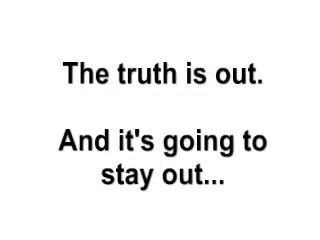 The truth is out.
And it's going to
stay out...